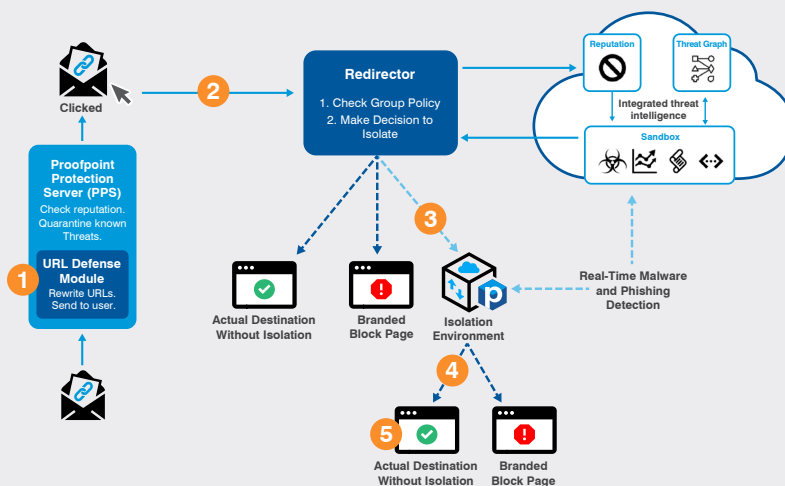 Clicked
2
Redirector
1. Check Group Policy
2. Make Decision to
Isolate
Reputation
Threat Graph
Integrated threat
intelligence
Sandbox
Proofpoint
Protection
Server (PPS)
Check reputation.
Quarantine known
Threats.
1
URL Defense
Module
Rewrite URLs.
Send to user.
3
Actual Destination
Without Isolation
Branded
Block Page
p
Isolation
Environment
Real-Time Malware
and Phishing
Detection
4
5
Actual Destination
Without Isolation
Branded
Block Page